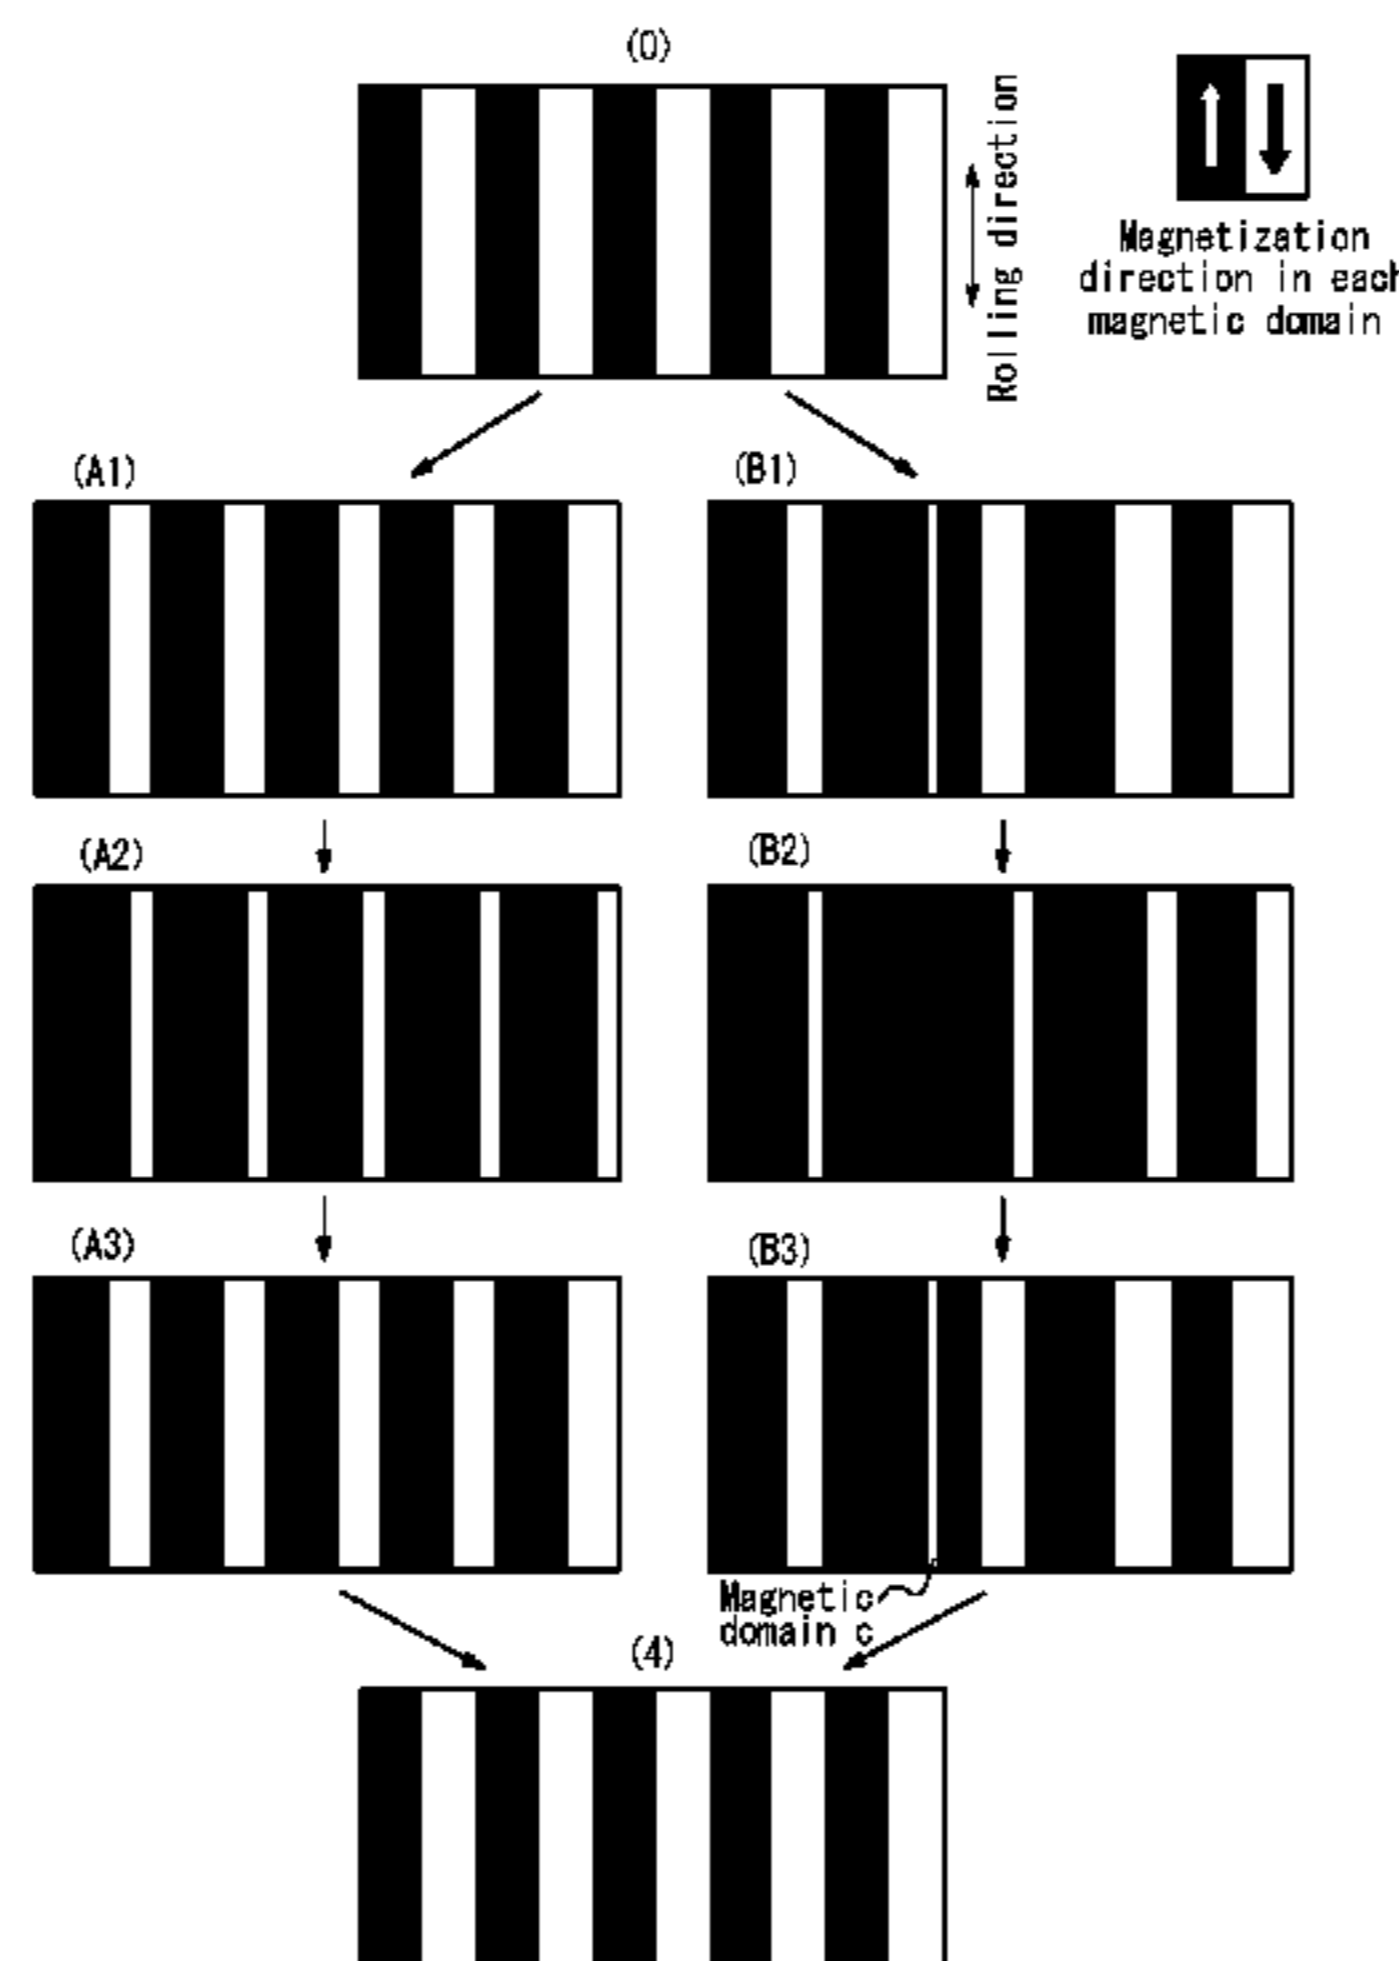 (0)
Rolling direction
Magnetization
direction in each
magnetic domain
(A1)
(B1)
(A2)
(B2)
(A3)
(B3)
Magnetic
domain c
(4)